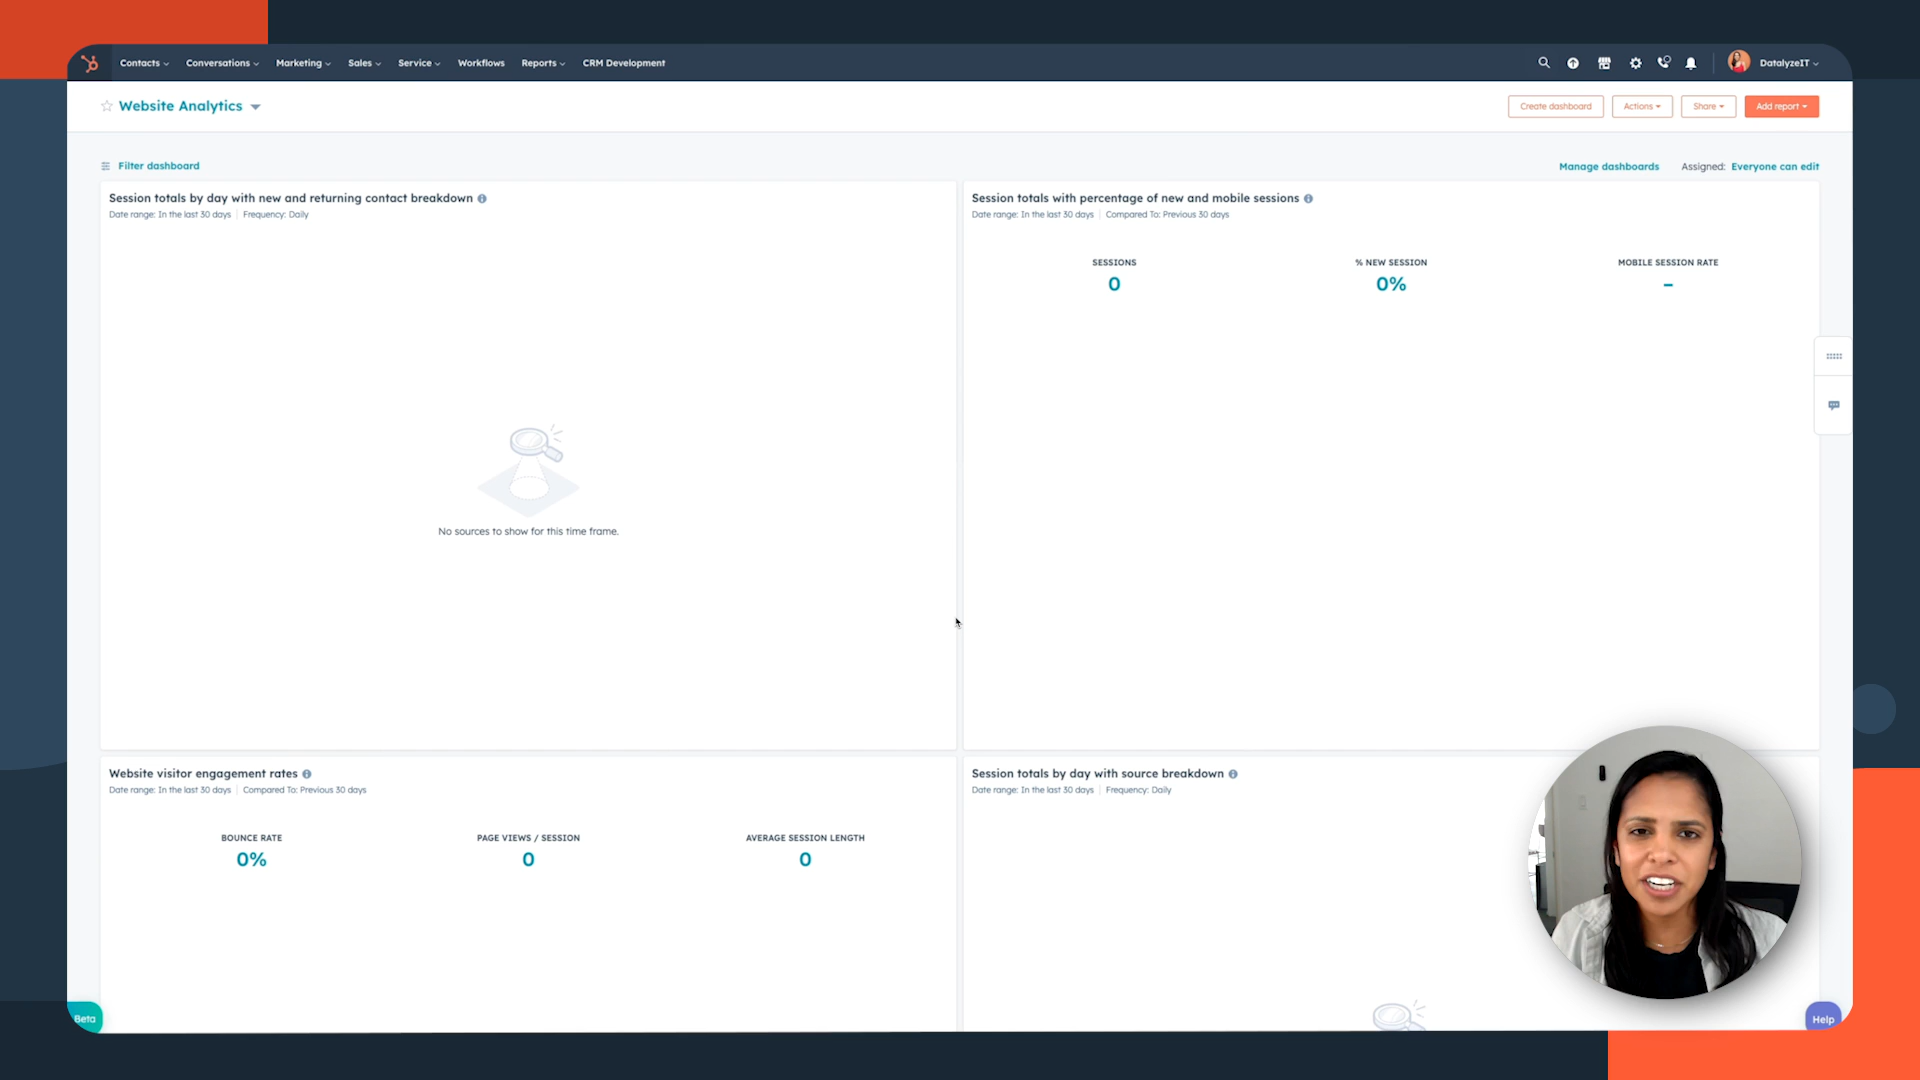 Contacts Conversations Marketing Sales Service Workflows Reports CRM Development DatalyzeIT
Website Analytics
Create dashboard Actions Share Add report
Filter dashboard
Manage dashboards Assigned: Everyone can edit
Session totals by day with new and returning contact breakdown
Date range: In the last 30 days | Frequency: Daily
No sources to show for this time frame.
Session totals with percentage of new and mobile sessions
Date range: In the last 30 days | Compared To: Previous 30 days
SESSIONS % NEW SESSION MOBILE SESSION RATE
0 0% –
Website visitor engagement rates
Date range: In the last 30 days | Compared To: Previous 30 days
BOUNCE RATE PAGE VIEWS / SESSION AVERAGE SESSION LENGTH
0% 0 0
Session totals by day with source breakdown
Date range: In the last 30 days | Frequency: Daily
Beta
Help